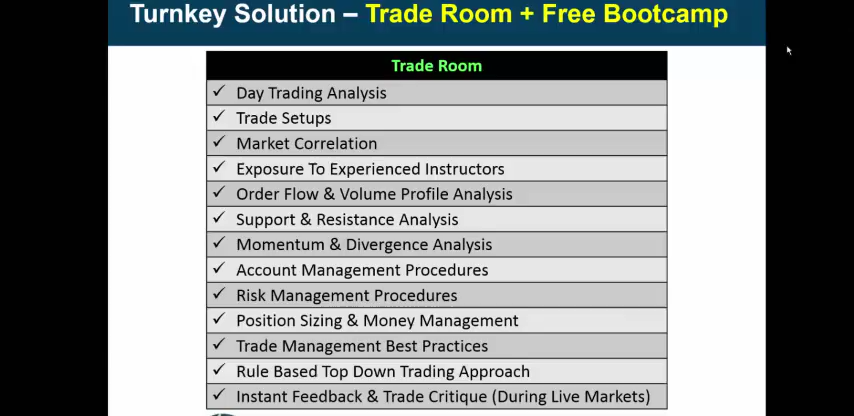 Turnkey Solution – Trade Room + Free Bootcamp
Trade Room
✓ Day Trading Analysis
✓ Trade Setups
✓ Market Correlation
✓ Exposure To Experienced Instructors
✓ Order Flow & Volume Profile Analysis
✓ Support & Resistance Analysis
✓ Momentum & Divergence Analysis
✓ Account Management Procedures
✓ Risk Management Procedures
✓ Position Sizing & Money Management
✓ Trade Management Best Practices
✓ Rule Based Top Down Trading Approach
✓ Instant Feedback & Trade Critique (During Live Markets)